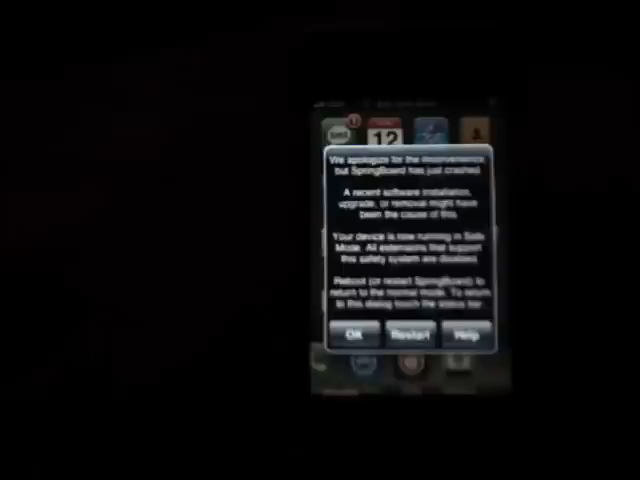 SMS
12
We apologize for the inconvenience,
but SpringBoard has just crashed.
A recent software installation,
upgrade, or removal might have
been the cause of this.
Your device is now running in Safe
Mode. All extensions that support
this safety system are disabled.
Reboot (or restart SpringBoard) to
return to the normal mode. To return
to this dialog touch the status bar.
OK
Restart
Help